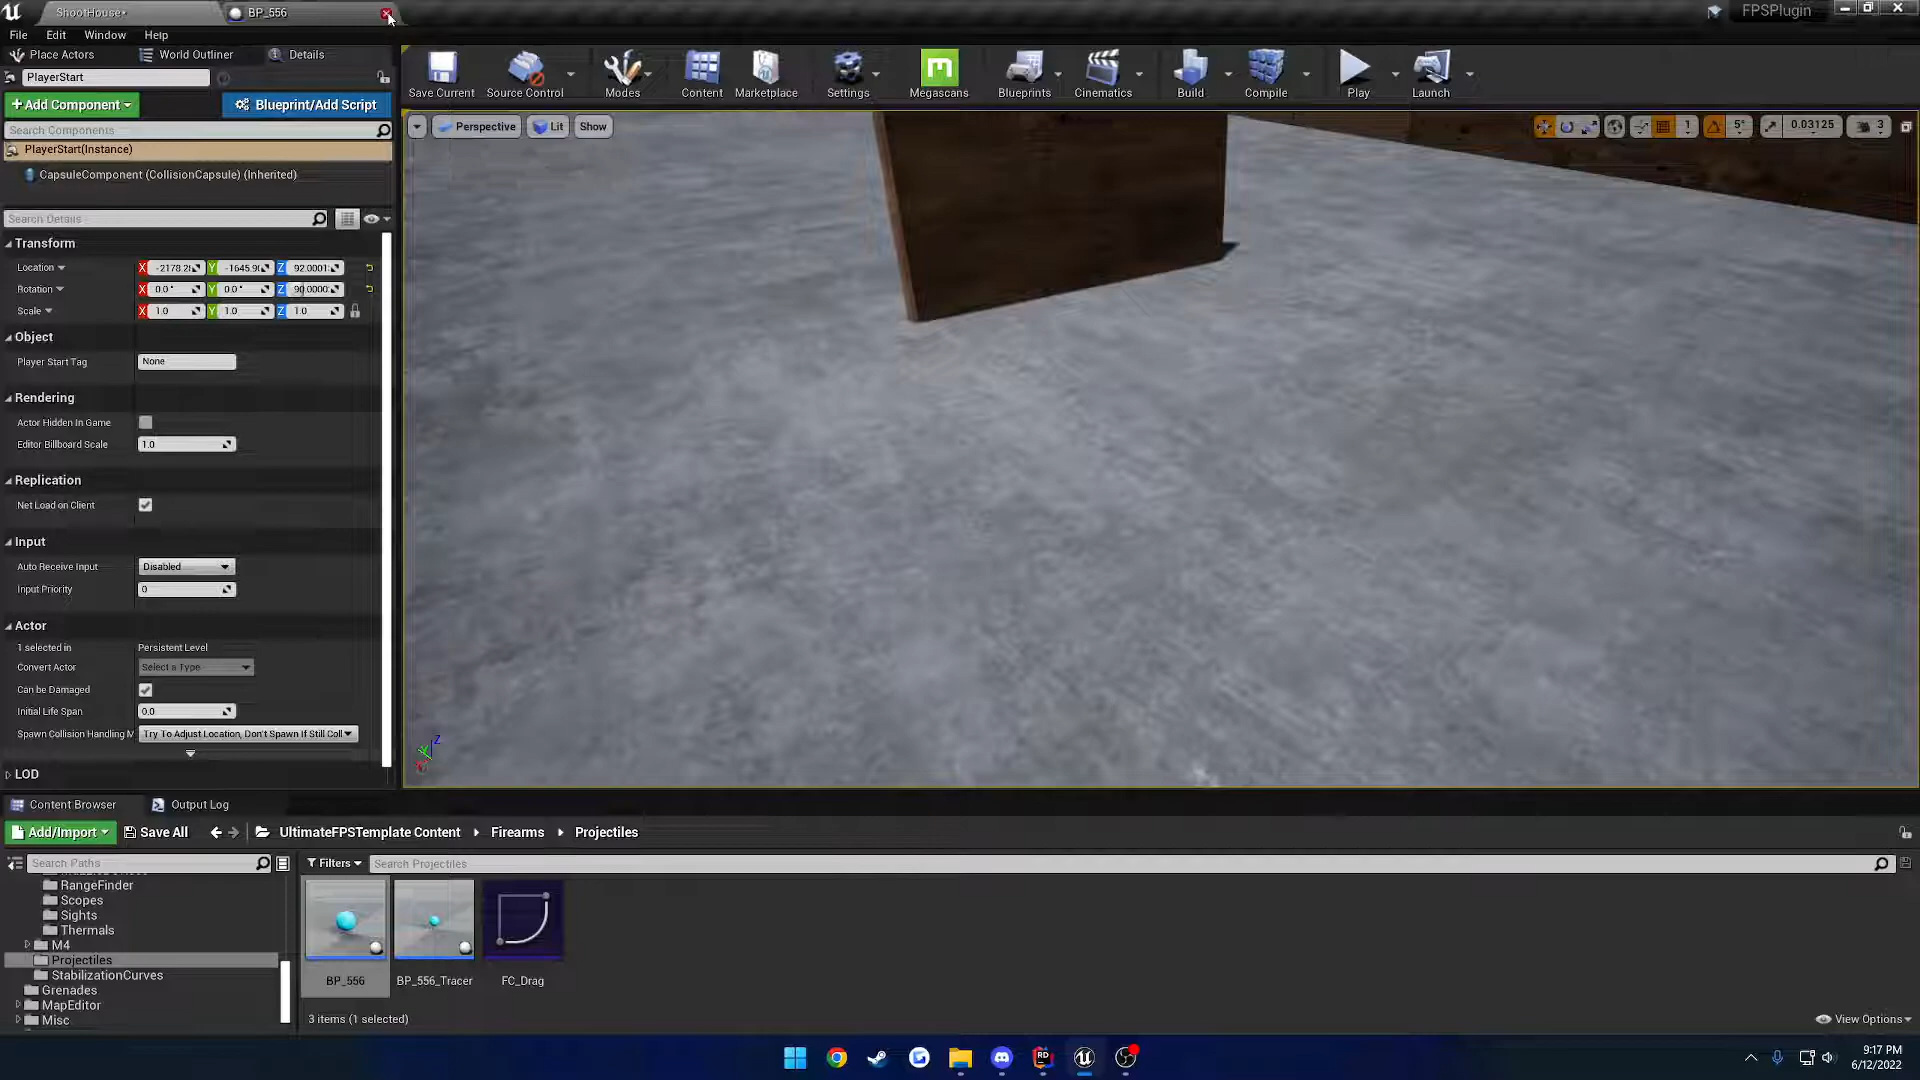 ShootHouse•
BP_556
FPSPlugin
File
Edit
Window
Help
Place Actors
World Outliner
Details
PlayerStart
+Add Component
Blueprint/Add Script
Search Components
PlayerStart(Instance)
CapsuleComponent (CollisionCapsule) (Inherited)
Search Details
Save Current
Source Control
Modes
Content
Marketplace
Settings
Megascans
Blueprints
Cinematics
Build
Compile
Play
Launch
Perspective
Lit
Show
1
5°
0.03125
3
Transform
Location
X -2178.2
Y -1645.9
Z 92.0001
Rotation
X 0.0°
Y 0.0°
Z 90.0000
Scale
X 1.0
Y 1.0
Z 1.0
Object
Player Start Tag
None
Rendering
Actor Hidden In Game
Editor Billboard Scale
1.0
Replication
Net Load on Client
Input
Auto Receive Input
Disabled
Input Priority
0
Actor
1 selected in
Persistent Level
Convert Actor
Select a Type
Can be Damaged
Initial Life Span
0.0
Spawn Collision Handling M
Try To Adjust Location, Don't Spawn If Still Coll
LOD
Z
Content Browser
Output Log
Add/Import
Save All
UltimateFPSTemplate Content
Firearms
Projectiles
Search Paths
Filters
Search Projectiles
RangeFinder
Scopes
Sights
Thermals
M4
Projectiles
StabilizationCurves
Grenades
MapEditor
Misc
BP_556
BP_556_Tracer
FC_Drag
3 items (1 selected)
View Options
RD
9:17 PM
6/12/2022